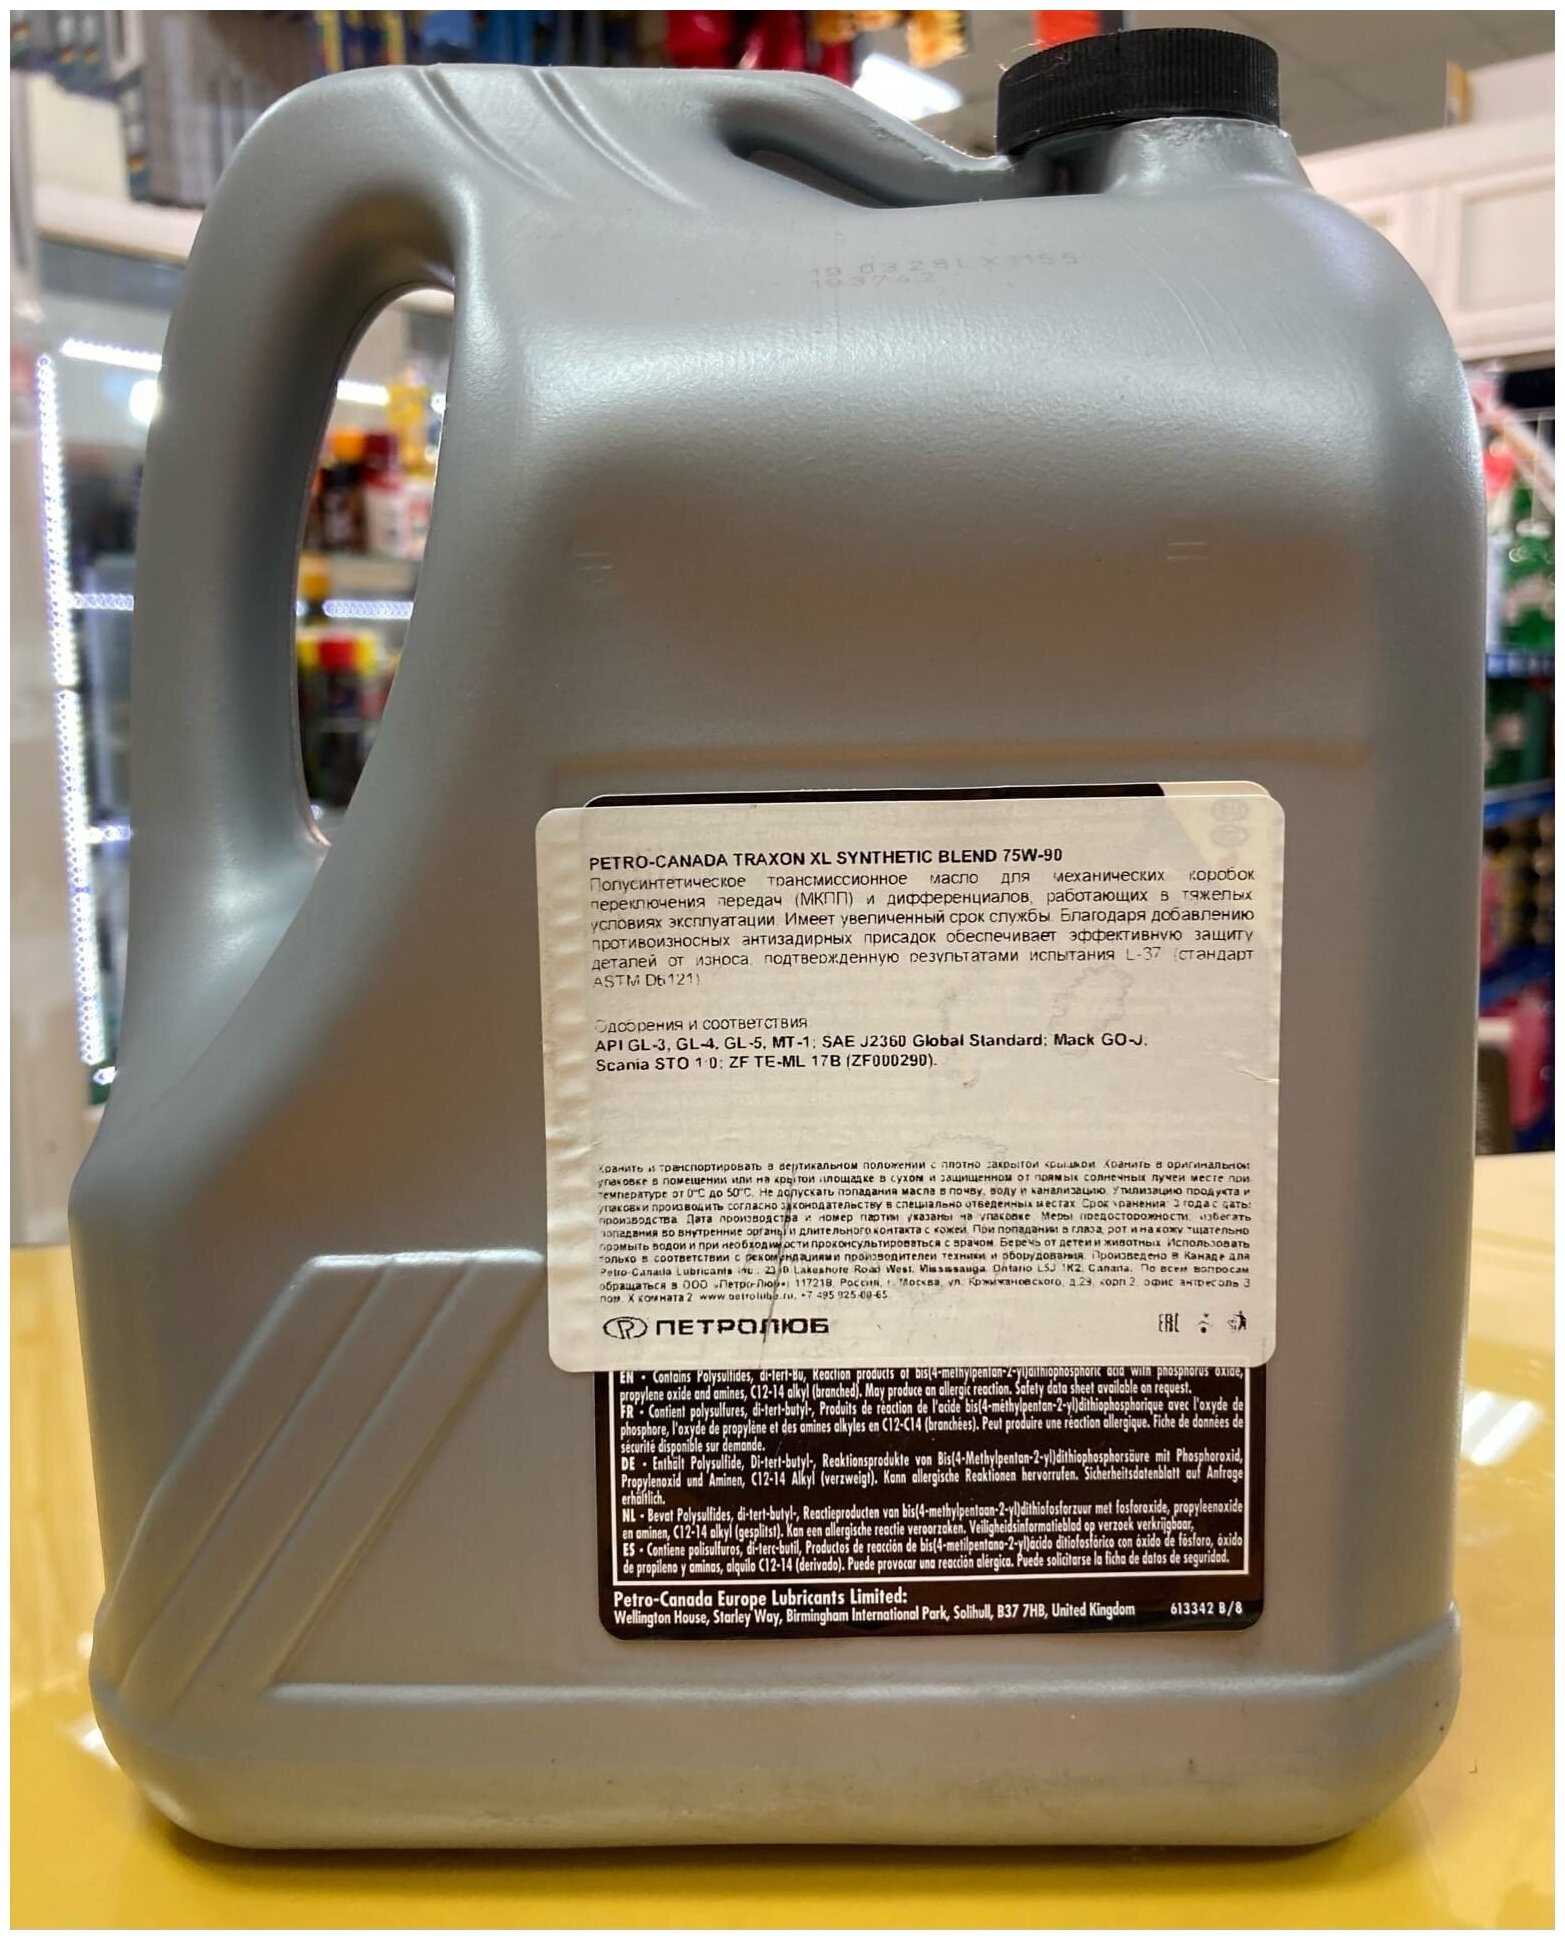 19 0328L X1155
193742
PETRO-CANADA TRAXON XL SYNTHETIC BLEND 75W-90
Полусинтетическое трансмиссионное масло для механических коробок
переключения передач (МКПП) и дифференциалов, работающих в тяжелых
условиях эксплуатации. Имеет увеличенный срок службы. Благодаря добавлению
противоизносных антизадирных присадок обеспечивает эффективную защиту
деталей от износа, подтвержденную результатами испытания L-37 (стандарт
ASTM D6121)
Одобрения и соответствия
API GL-3, GL-4, GL-5, MT-1; SAE J2360 Global Standard; Mack GO-J;
Scania STO 1:0; ZF TE-ML 17B (ZF000290).
Хранить и транспортировать в вертикальном положении с плотно закрытой крышкой. Хранить в оригинальной
упаковке в помещении или на крытой площадке в сухом и защищенном от прямых солнечных лучей месте при
температуре от 0°С до 50°С. Не допускать попадания масла в почву, воду и канализацию. Утилизацию продукта и
упаковки производить согласно законодательству в специально отведенных местах. Срок хранения: 3 года с даты
производства. Дата производства и номер партии указаны на упаковке. Меры предосторожности: избегать
попадания во внутренние органы и длительного контакта с кожей. При попадании в глаза, рот и на кожу тщательно
промыть водой и при необходимости проконсультироваться с врачом. Беречь от детей и животных. Использовать
только в соответствии с рекомендациями производителей техники и оборудования. Произведено в Канаде для
Petro-Canada Lubricants Inc.: 2310 Lakeshore Road West, Mississauga, Ontario L5J 1K2, Canada. По всем вопросам
обращаться в ООО «Петро-Люб»: 117218, Россия, г. Москва, ул. Кржижановского, д.29, корп 2, офис антресоль 3
пом. X комната 2. www.petrolube.ru, +7 495 925-00-65
ПЕТРОЛЮБ EAC
EN • Contains Polysulfides, di-tert-Bu, Reaction products of bis(4-methylpentan-2-yl)dithiophosphoric acid with phosphorus oxide,
propylene oxide and amines, C12-14 alkyl (branched). May produce an allergic reaction. Safety data sheet available on request.
FR • Contient polysulfures, di-tert-butyl-, Produits de réaction de l'acide bis(4-méthylpentan-2-yl)dithiophosphorique avec l'oxyde de
phosphore, l'oxyde de propylène et des amines alkyles en C12-C14 (branchées). Peut produire une réaction allergique. Fiche de données de
sécurité disponible sur demande.
DE • Enthält Polysulfide, Di-tert-butyl-, Reaktionsprodukte von Bis(4-Methylpentan-2-yl)dithiophosphorsäure mit Phosphoroxid,
Propylenoxid und Aminen, C12-14 Alkyl (verzweigt). Kann allergische Reaktionen hervorrufen. Sicherheitsdatenblatt auf Anfrage
erhältlich.
NL • Bevat Polysulfides, di-tert-butyl-, Reactieproducten van bis(4-methylpentaan-2-yl)dithiofosforzuur met fosforoxide, propyleenoxide
en aminen, C12-14 alkyl (gesplitst). Kan een allergische reactie veroorzaken. Veiligheidsinformatieblad op verzoek verkrijgbaar,
ES • Contiene polisulfuros, di-terc-butil, Productos de reacción de bis(4-metilpentano-2-yl)ácido ditiofosfórico con óxido de fósforo, óxido
de propileno y aminas, alquilo C12-14 (derivado). Puede provocar una reacción alérgica. Puede solicitarse la ficha de datos de seguridad.
Petro-Canada Europe Lubricants Limited:
Wellington House, Starley Way, Birmingham International Park, Solihull, B37 7HB, United Kingdom 613342 B/8